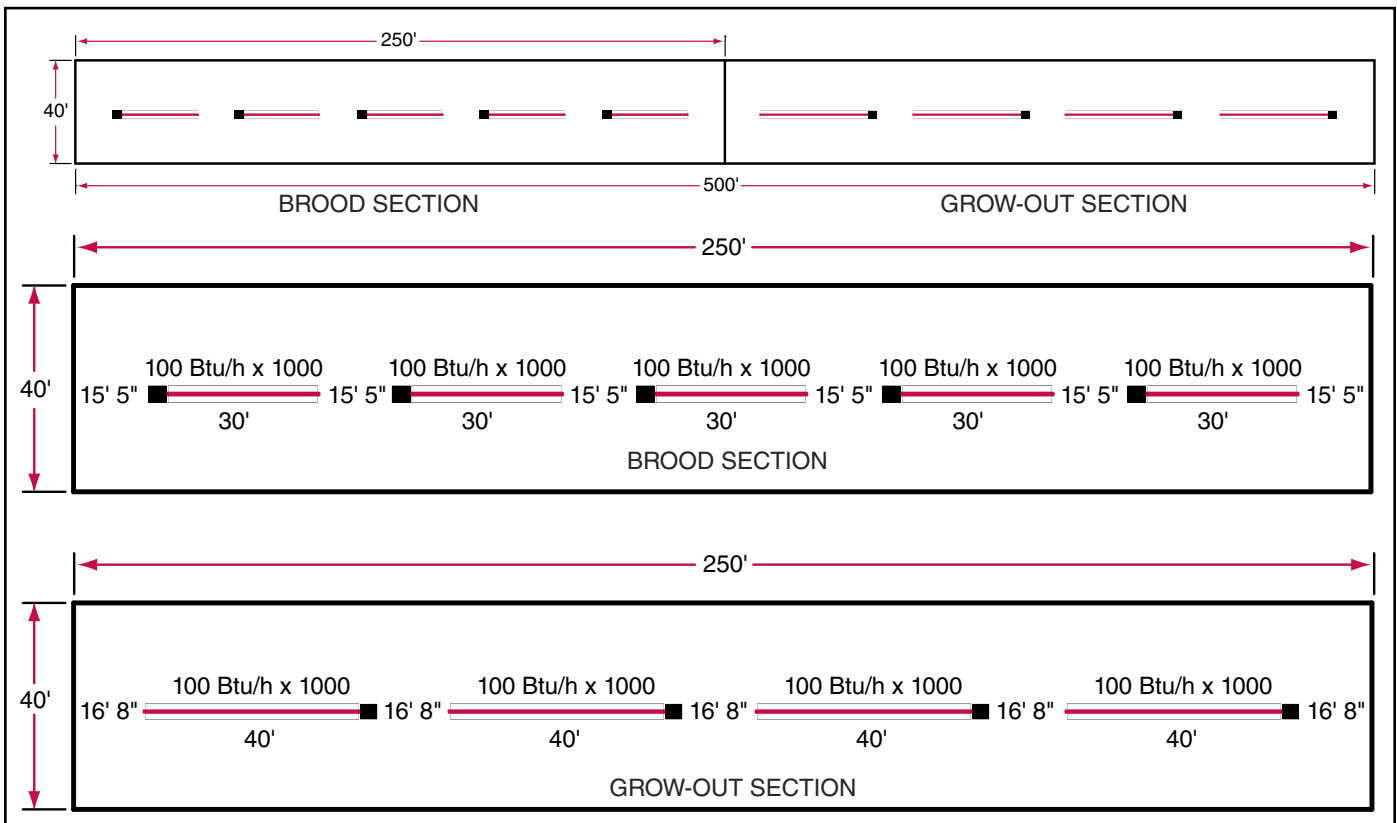 250'
40'
500'
BROOD SECTION GROW-OUT SECTION
250'
100 Btu/h x 1000 100 Btu/h x 1000 100 Btu/h x 1000 100 Btu/h x 1000 100 Btu/h x 1000
40' 15' 5" 15' 5" 15' 5" 15' 5" 15' 5" 15' 5"
30' 30' 30' 30' 30'
BROOD SECTION
250'
100 Btu/h x 1000 100 Btu/h x 1000 100 Btu/h x 1000 100 Btu/h x 1000
40' 16' 8" 16' 8" 16' 8" 16' 8" 16' 8"
40' 40' 40' 40'
GROW-OUT SECTION